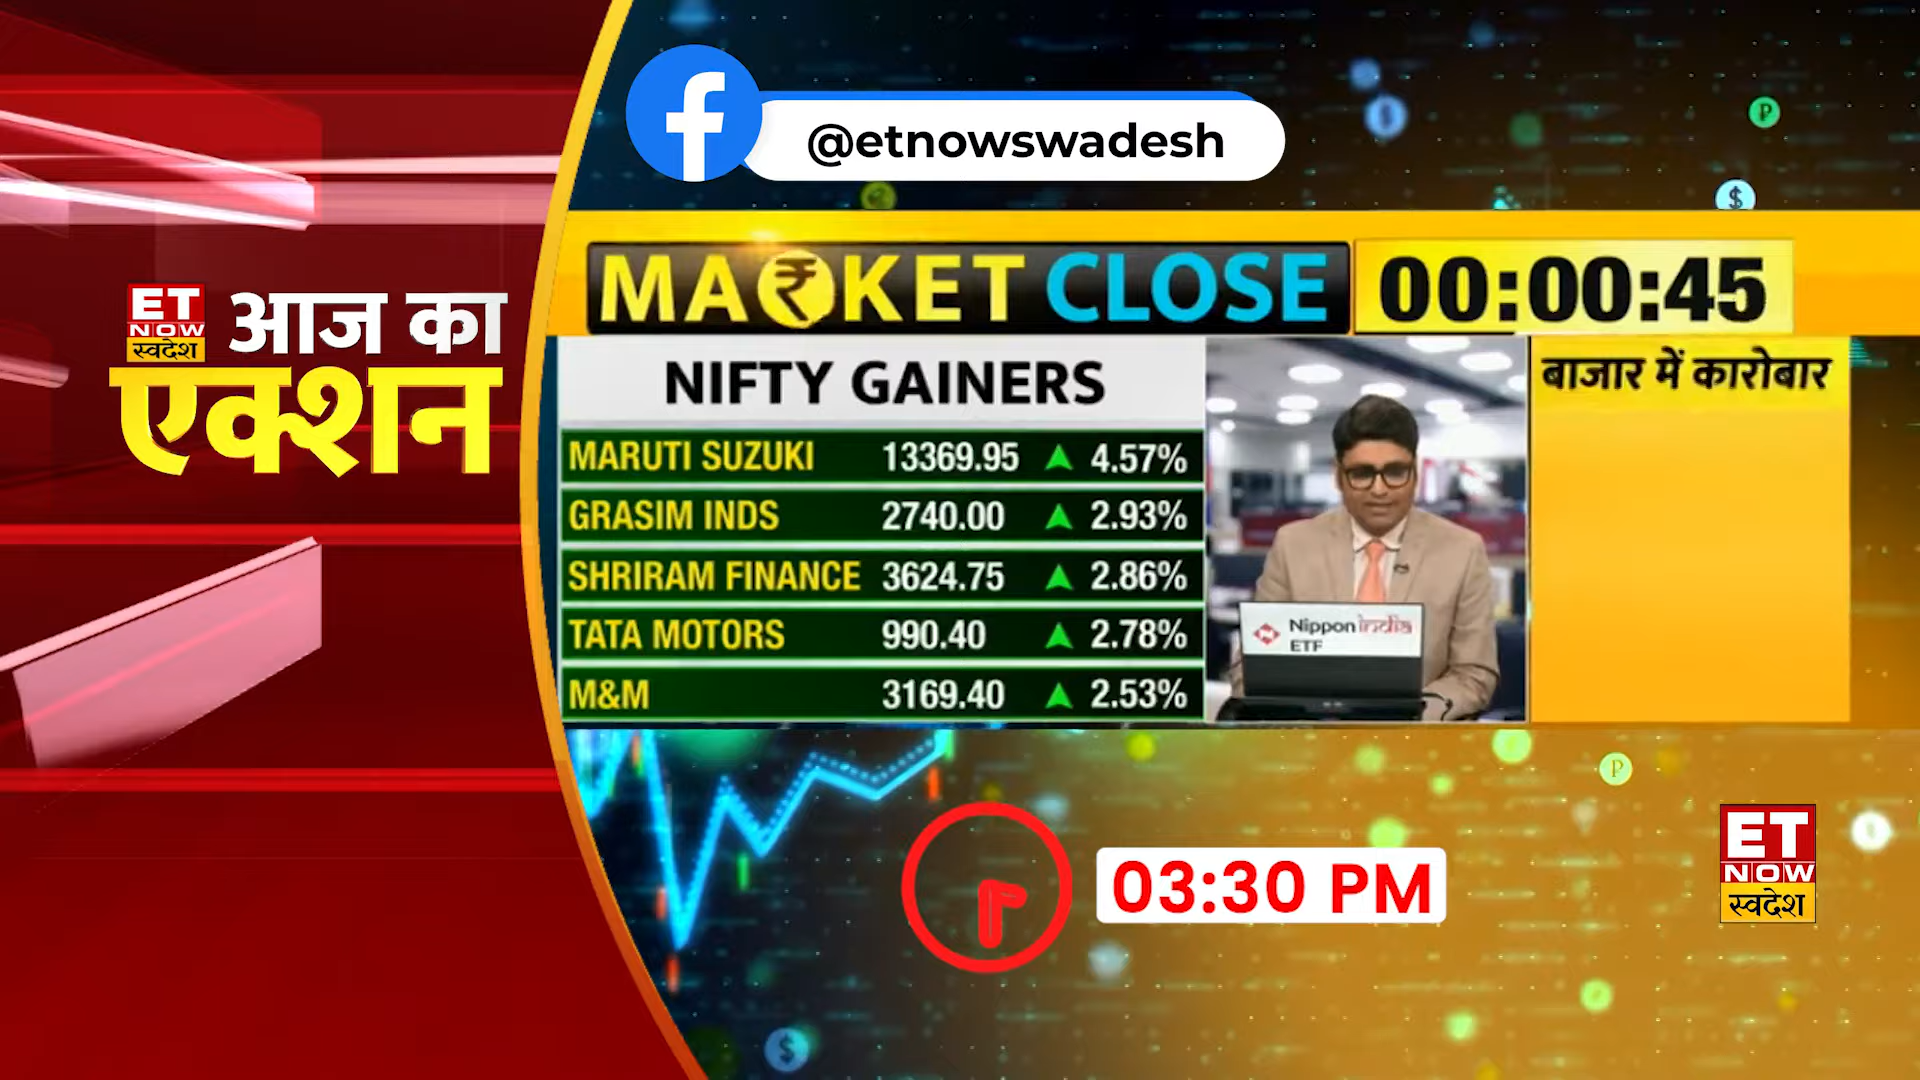 ET
NOW
स्वदेश
आज का
एक्शन
@etnowswadesh
MA₹KET CLOSE
00:00:45
NIFTY GAINERS
MARUTI SUZUKI 13369.95 ▲ 4.57%
GRASIM INDS 2740.00 ▲ 2.93%
SHRIRAM FINANCE 3624.75 ▲ 2.86%
TATA MOTORS 990.40 ▲ 2.78%
M&M 3169.40 ▲ 2.53%
Nippon india
ETF
बाजार में कारोबार
03:30 PM
ET
NOW
स्वदेश